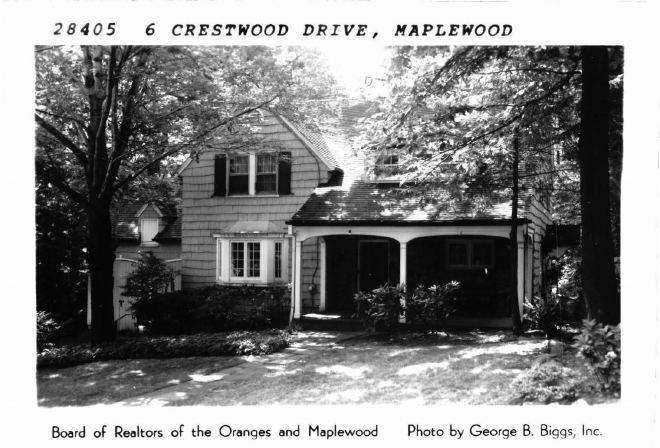 28405 6 CRESTWOOD DRIVE, MAPLEWOOD
Board of Realtors of the Oranges and Maplewood Photo by George B. Biggs, Inc.